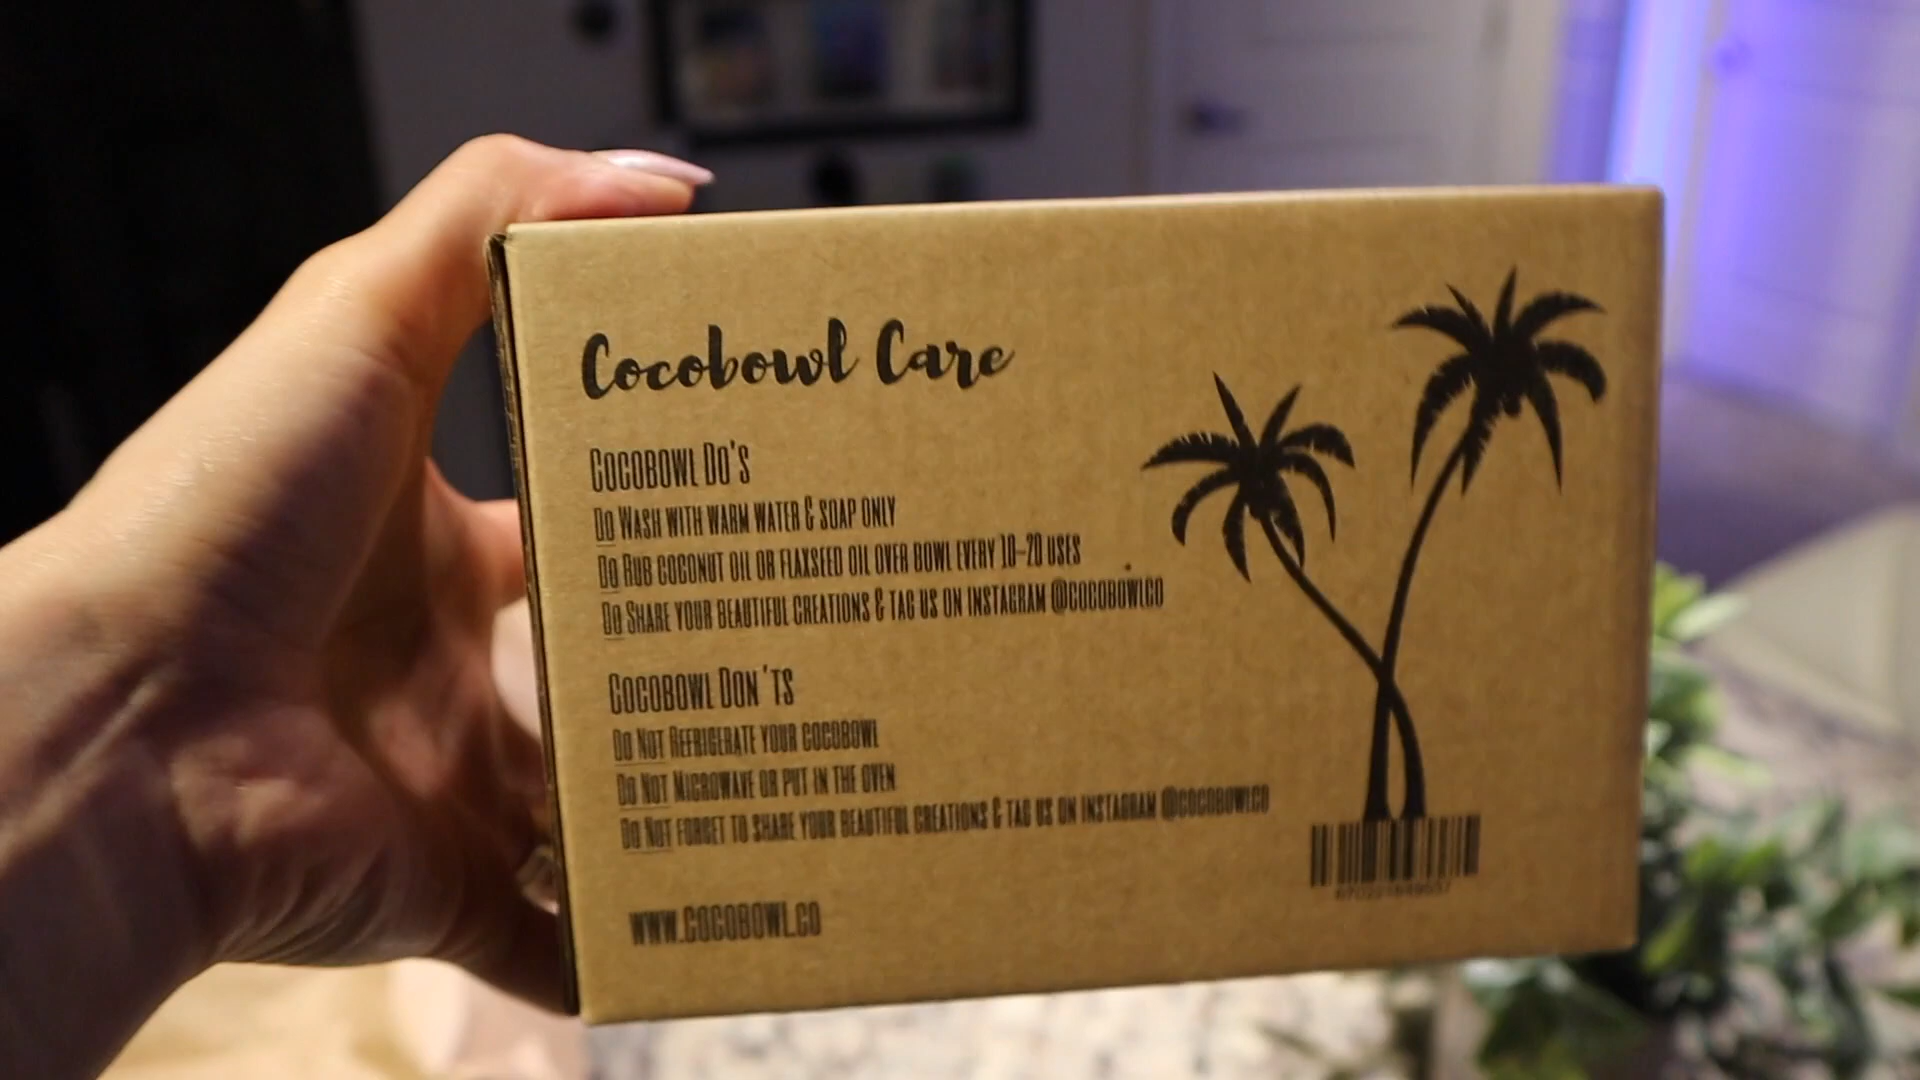 Cocobowl Care
COCOBOWL DO'S
DO WASH WITH WARM WATER & SOAP ONLY
DO RUB COCONUT OIL OR FLAXSEED OIL OVER BOWL EVERY 10-20 USES
DO SHARE YOUR BEAUTIFUL CREATIONS & TAG US ON INSTAGRAM @COCOBOWLCO
COCOBOWL DON'TS
DO NOT REFRIGERATE YOUR COCOBOWL
DO NOT MICROWAVE OR PUT IN THE OVEN
DO NOT FORGET TO SHARE YOUR BEAUTIFUL CREATIONS & TAG US ON INSTAGRAM @COCOBOWLCO
WWW.COCOBOWL.CO